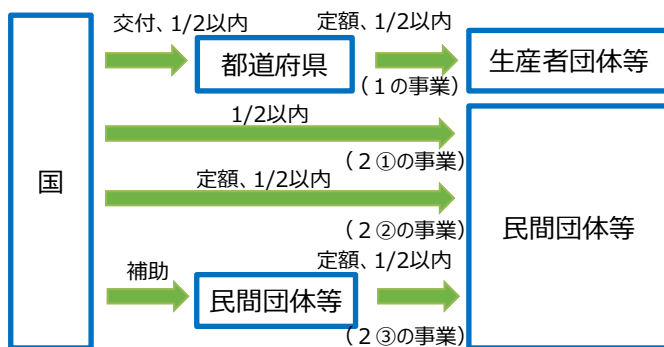 交付、1/2以内
定額、1/2以内
国
都道府県
生産者団体等
（１の事業）
1/2以内
（２①の事業）
定額、1/2以内
（２②の事業）
民間団体等
補助
定額、1/2以内
民間団体等
（２③の事業）